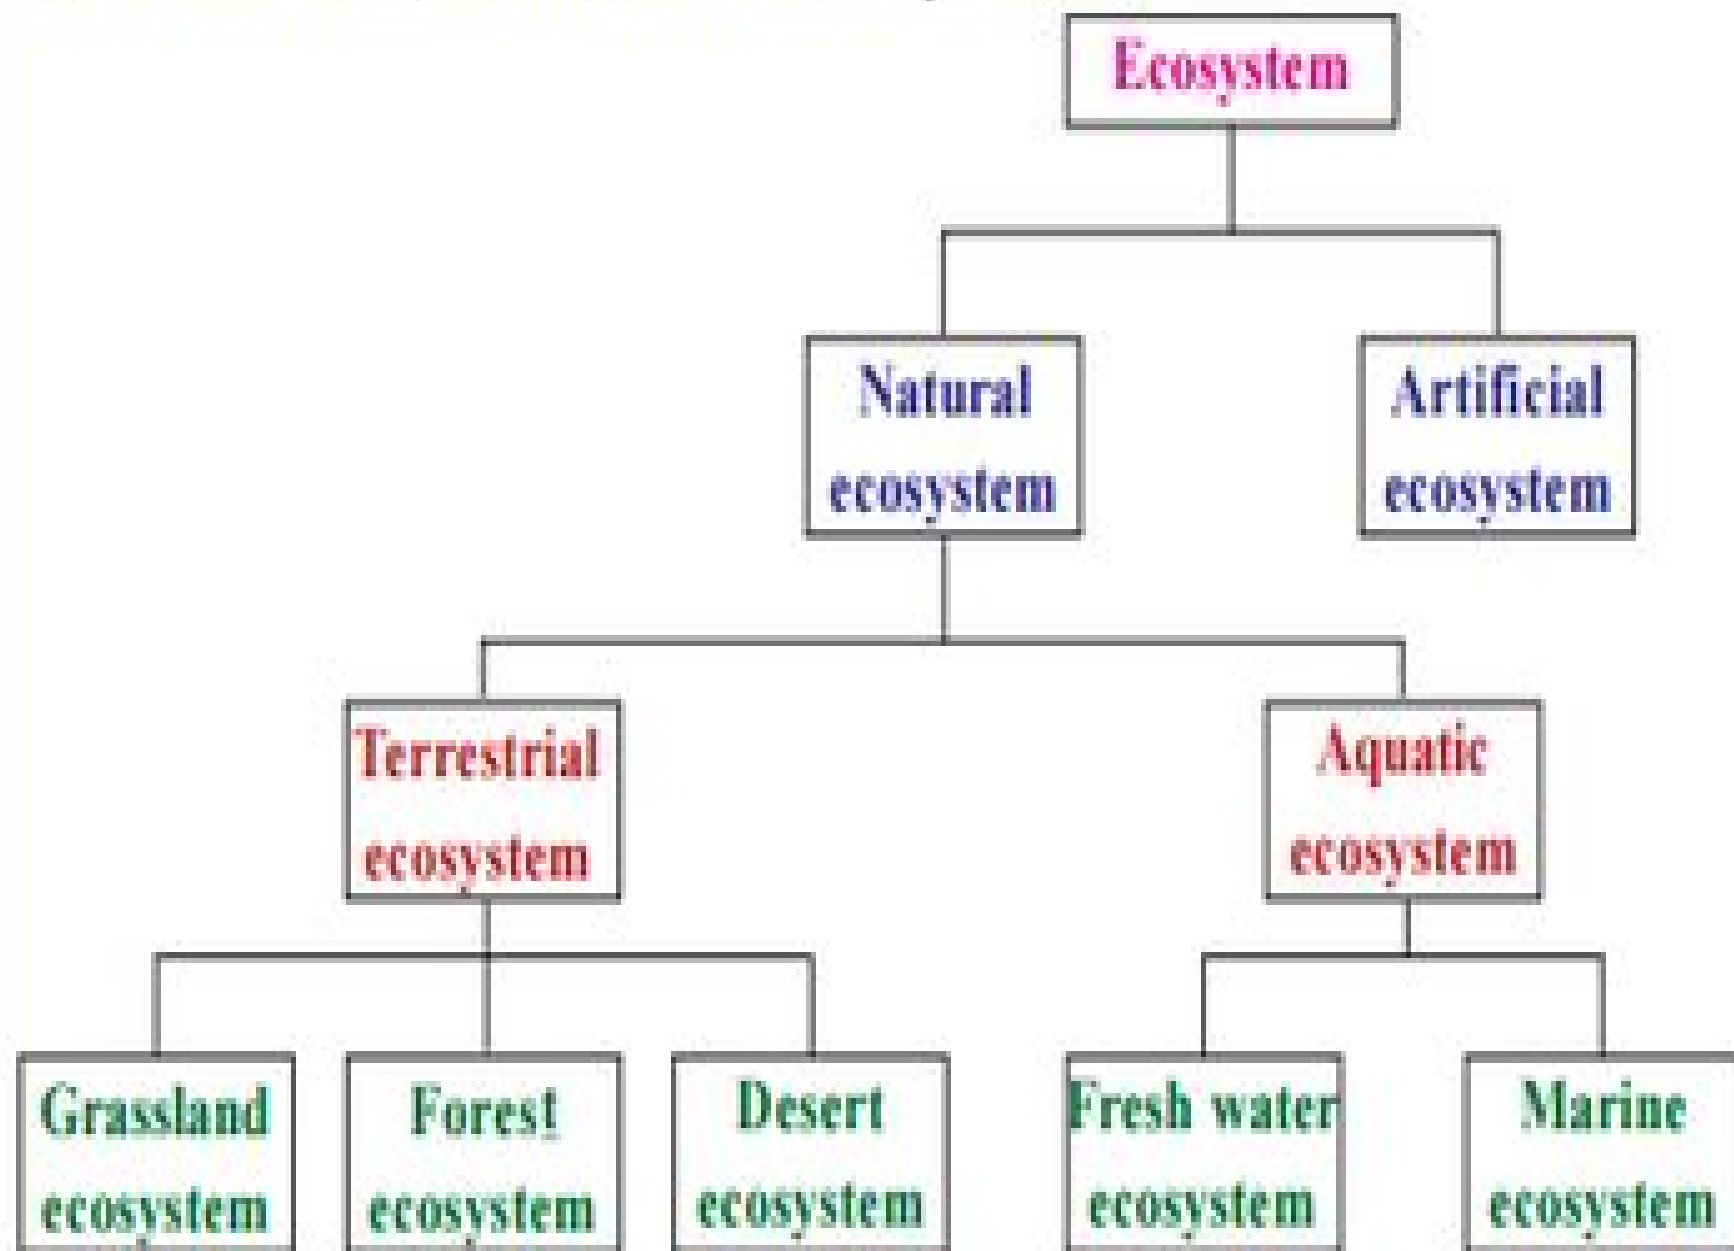 Ecosystem
Natural
ecosystem
Artificial
ecosystem
Terrestrial
ecosystem
Aquatic
ecosystem
Grassland
ecosystem
Forest
ecosystem
Desert
ecosystem
Fresh water
ecosystem
Marine
ecosystem